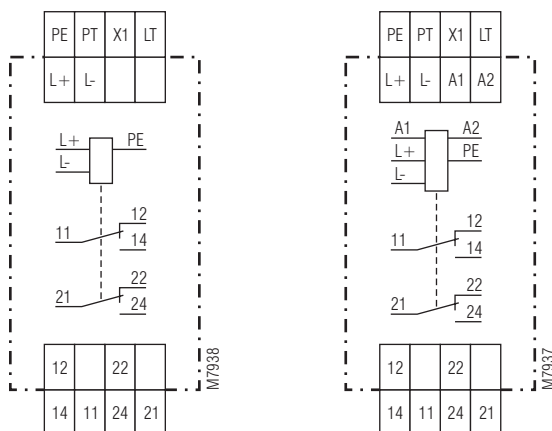 PE PT X1 LT
L+ L-
L+ PE
L-
12
11 14
22
21 24
12 22
14 11 24 21
M7938
PE PT X1 LT
L+ L- A1 A2
A1 A2
L+ PE
L-
12
11 14
22
21 24
12 22
14 11 24 21
M7937